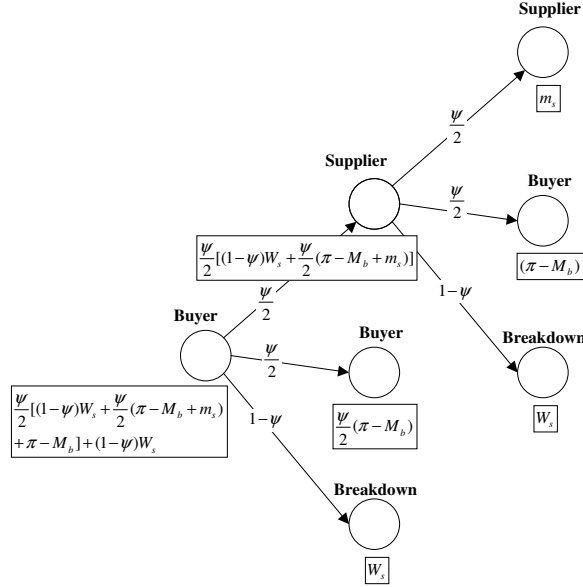 Supplier
m_s
ψ/2
Supplier
ψ/2
Buyer
(π−M_b)
ψ/2[(1−ψ)W_s+ψ/2(π−M_b+m_s)]
1−ψ
ψ/2
Buyer
Buyer
Breakdown
ψ/2
ψ/2[(1−ψ)W_s+ψ/2(π−M_b+m_s)
+π−M_b]+(1−ψ)W_s
ψ/2(π−M_b)
W_s
1−ψ
Breakdown
W_s